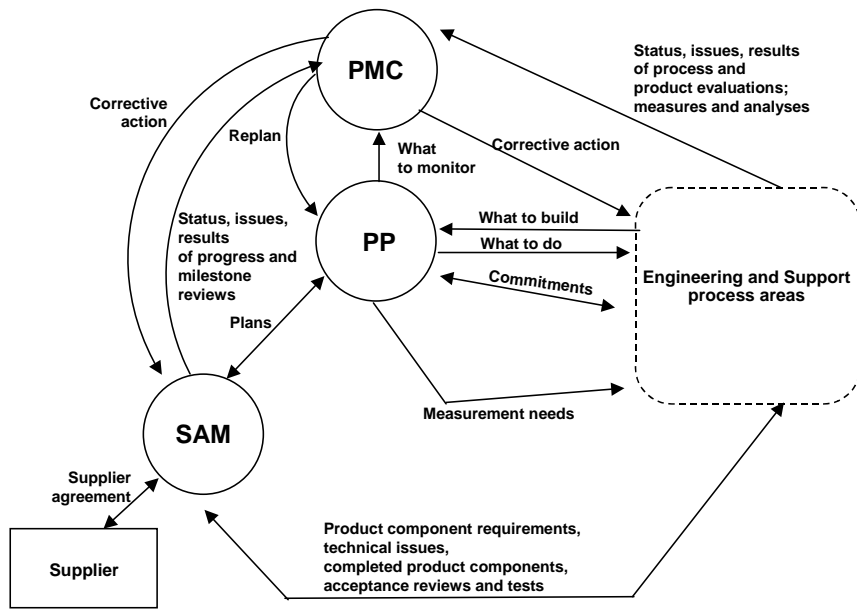 PMC
Status, issues, results
of process and
product evaluations;
measures and analyses
Corrective
action
Replan
What
to monitor
Corrective action
Status, issues,
results
of progress and
milestone
reviews
PP
What to build
What to do
Commitments
Engineering and Support
process areas
Plans
Measurement needs
SAM
Supplier
agreement
Supplier
Product component requirements,
technical issues,
completed product components,
acceptance reviews and tests